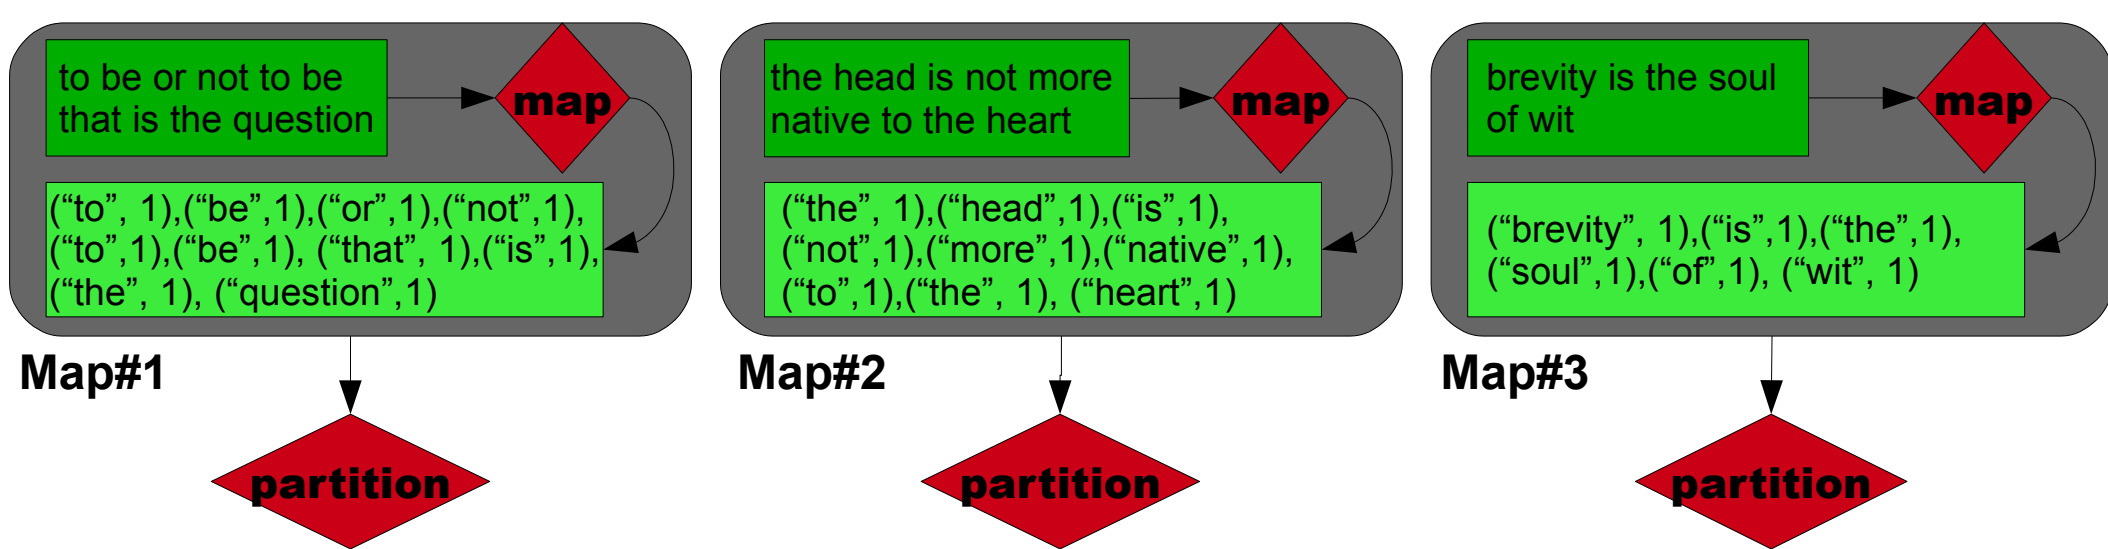 to be or not to be
that is the question
map
(“to”, 1),(“be”,1),(“or”,1),(“not”,1),
(“to”,1),(“be”,1), (“that”, 1),(“is”,1),
(“the”, 1), (“question”,1)
Map#1
partition
the head is not more
native to the heart
map
(“the”, 1),(“head”,1),(“is”,1),
(“not”,1),(“more”,1),(“native”,1),
(“to”,1),(“the”, 1), (“heart”,1)
Map#2
partition
brevity is the soul
of wit
map
(“brevity”, 1),(“is”,1),(“the”,1),
(“soul”,1),(“of”,1), (“wit”, 1)
Map#3
partition